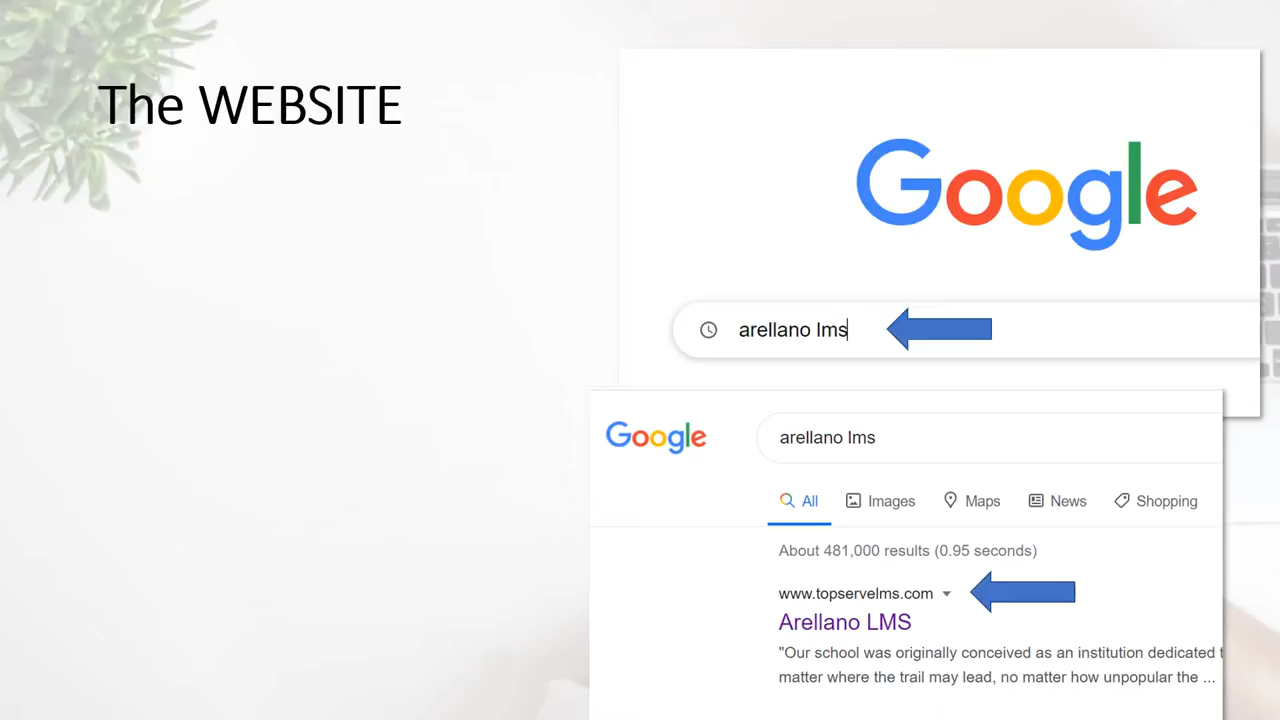 The WEBSITE
Google
arellano lms
Google
arellano lms
All Images Maps News Shopping
About 481,000 results (0.95 seconds)
www.topservelms.com
Arellano LMS
"Our school was originally conceived as an institution dedicated
matter where the trail may lead, no matter how unpopular the ...